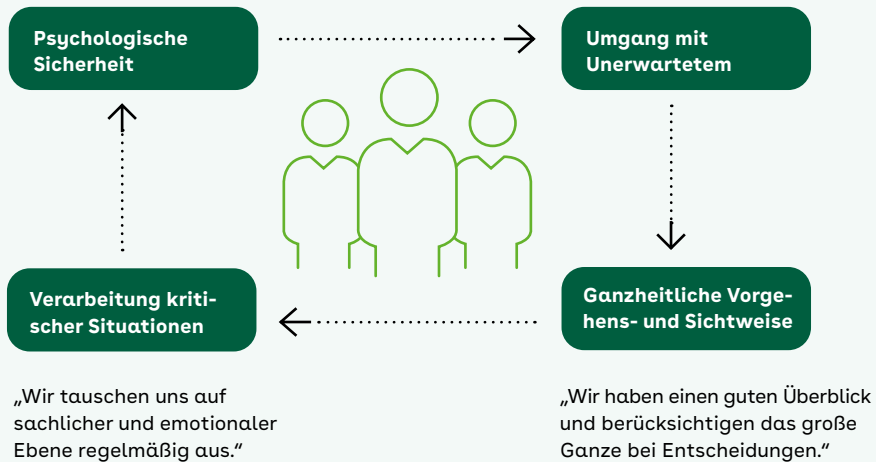 Psychologische
Sicherheit
Umgang mit
Unerwartetem
Verarbeitung kriti-
scher Situationen
Ganzheitliche Vorge-
hens- und Sichtweise
„Wir tauschen uns auf
sachlicher und emotionaler
Ebene regelmäßig aus.“
„Wir haben einen guten Überblick
und berücksichtigen das große
Ganze bei Entscheidungen.“